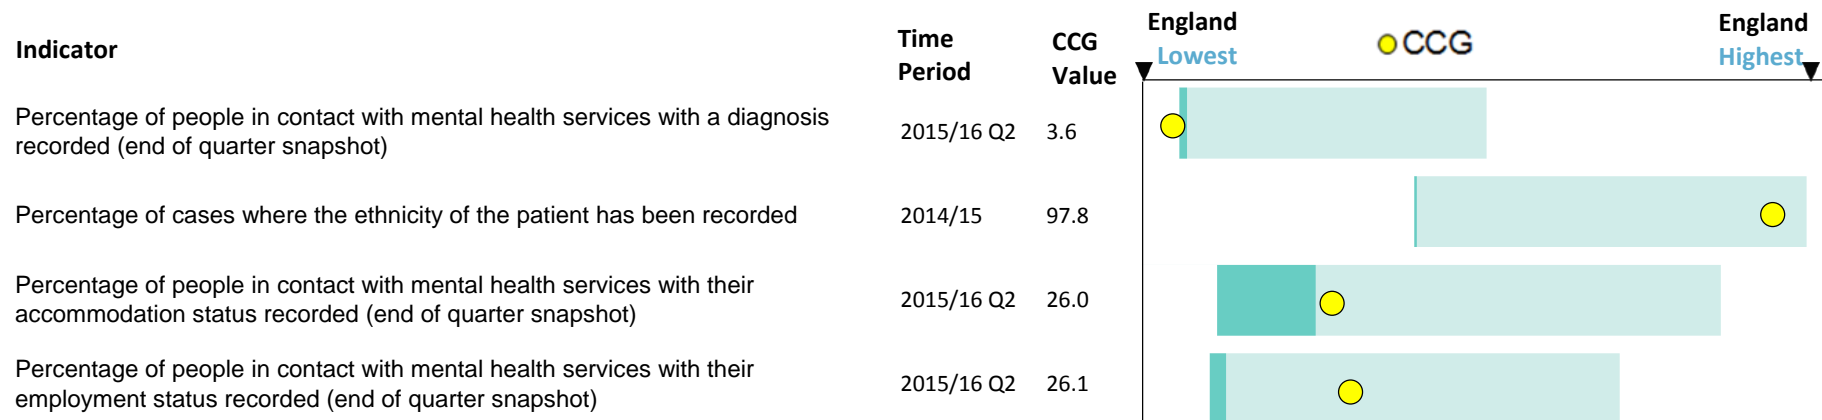 Indicator
Time
Period
CCG
Value
England
Lowest
CCG
England
Highest
Percentage of people in contact with mental health services with a diagnosis
recorded (end of quarter snapshot)
2015/16 Q2
3.6
Percentage of cases where the ethnicity of the patient has been recorded
2014/15
97.8
Percentage of people in contact with mental health services with their
accommodation status recorded (end of quarter snapshot)
2015/16 Q2
26.0
Percentage of people in contact with mental health services with their
employment status recorded (end of quarter snapshot)
2015/16 Q2
26.1